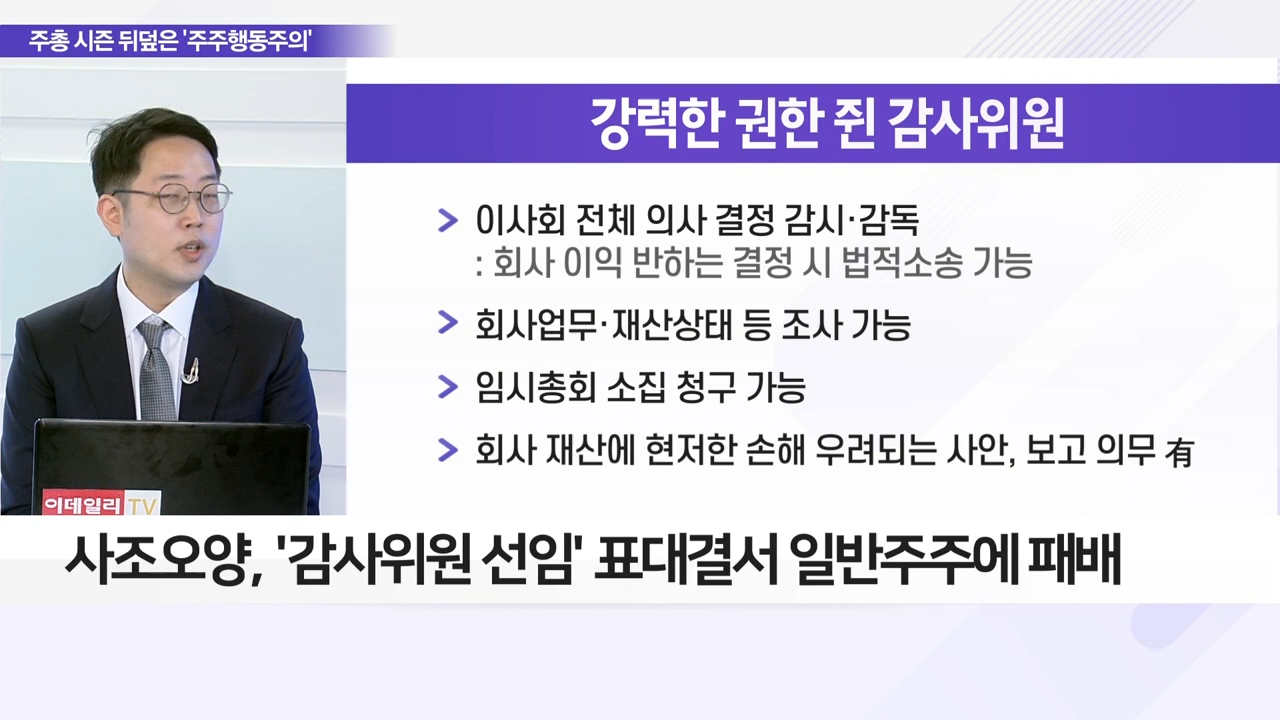 주총 시즌 뒤덮은 '주주행동주의'
강력한 권한 쥔 감사위원
이사회 전체 의사 결정 감시·감독
: 회사 이익 반하는 결정 시 법적소송 가능
회사업무·재산상태 등 조사 가능
임시총회 소집 청구 가능
회사 재산에 현저한 손해 우려되는 사안, 보고 의무 有
이데일리 TV
사조오양, '감사위원 선임' 표대결서 일반주주에 패배